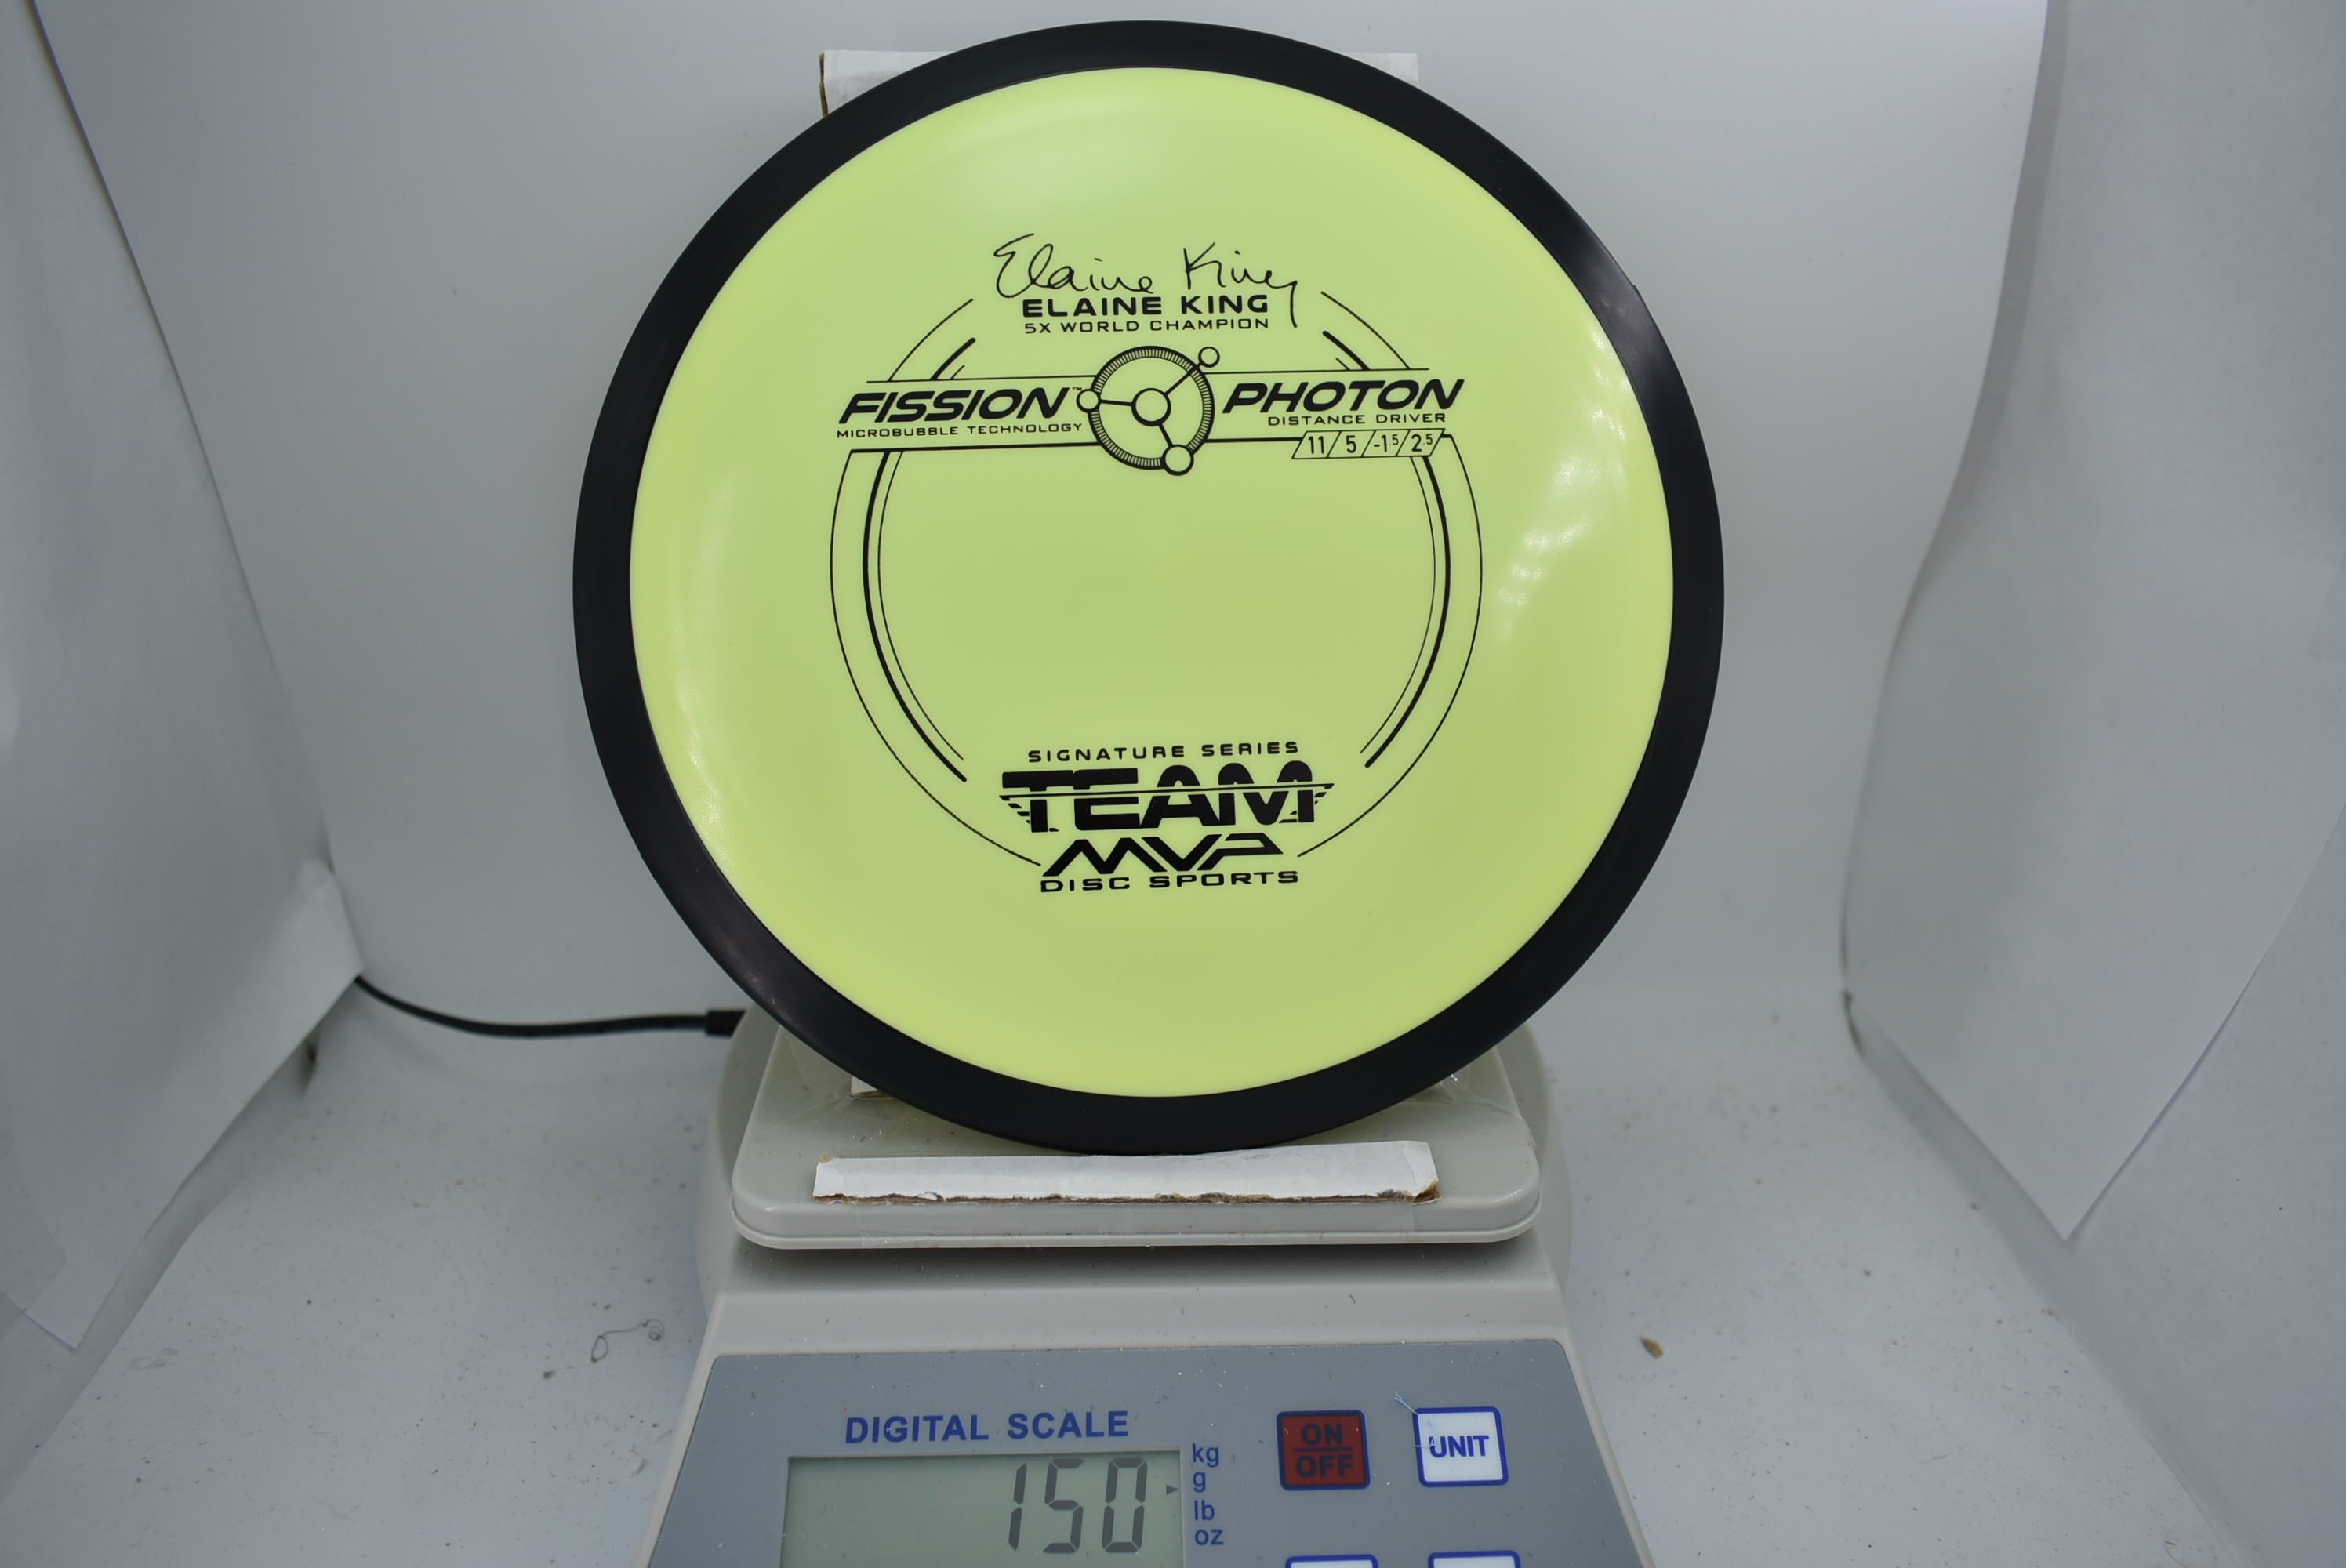 Elaine King
ELAINE KING
5X WORLD CHAMPION
FISSION™ PHOTON
MICROBUBBLE TECHNOLOGY DISTANCE DRIVER
11/5/-1.5/2.5
SIGNATURE SERIES
TEAM
MVP
DISC SPORTS
DIGITAL SCALE
150
kg
g
lb
oz
ON
OFF
UNIT